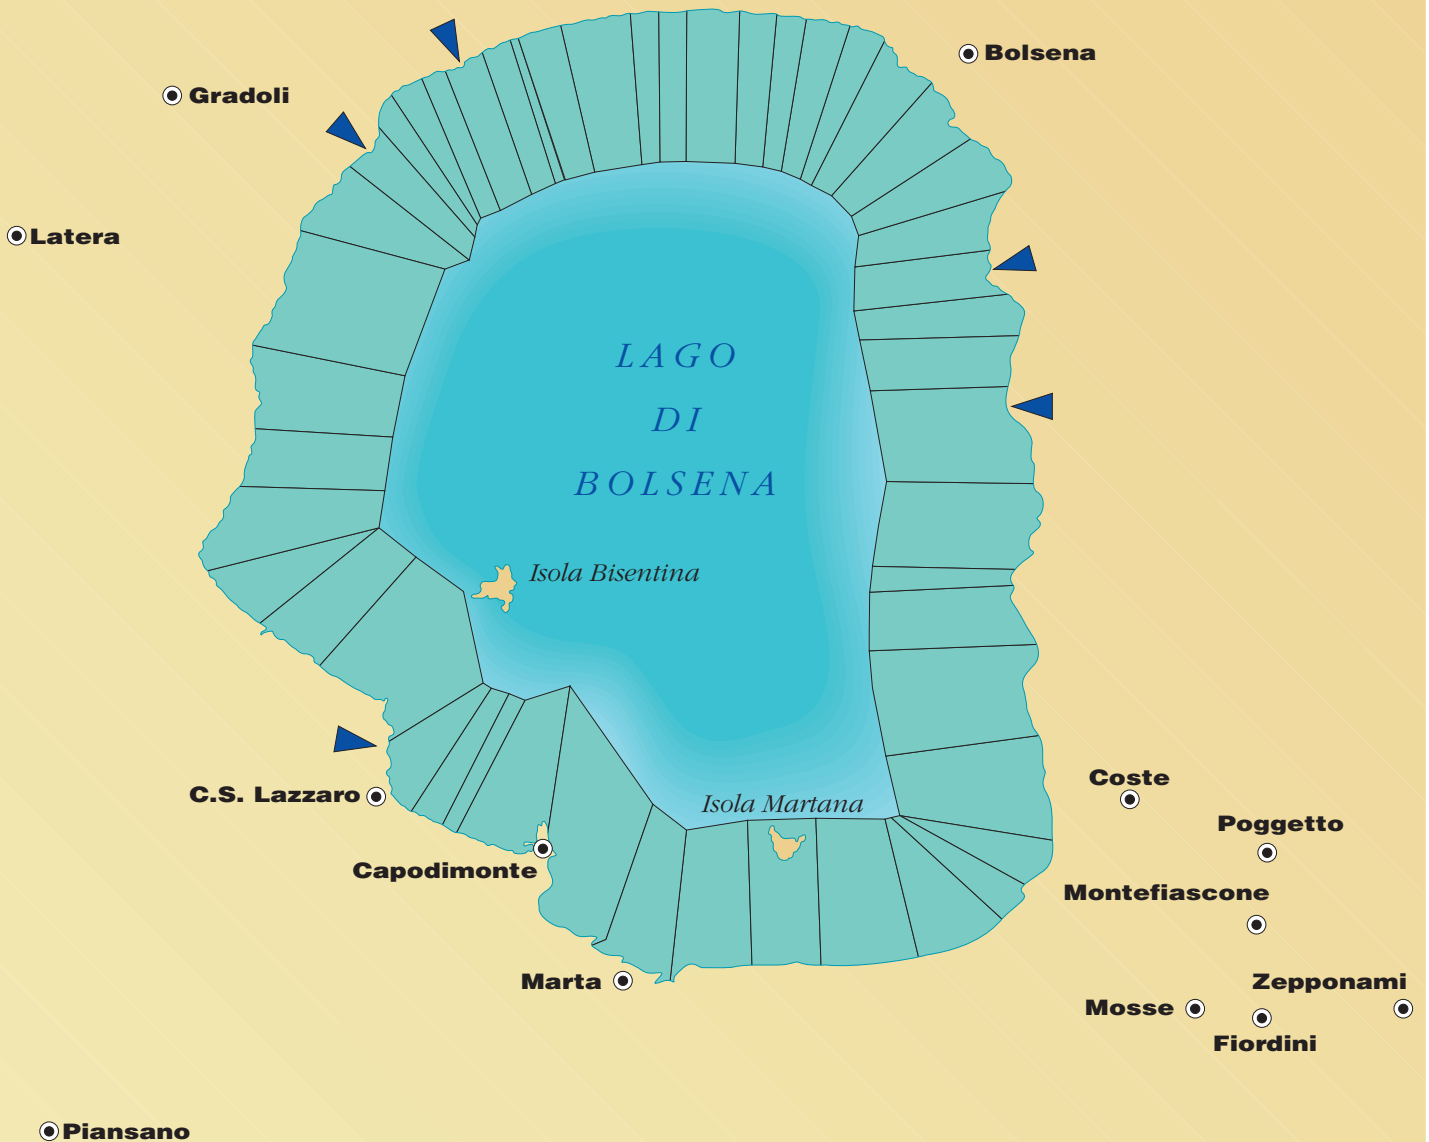 Bolsena
Gradoli
Latera
LAGO
DI
BOLSENA
Isola Bisentina
C.S. Lazzaro
Coste
Isola Martana
Poggetto
Capodimonte
Montefiascone
Marta
Zepponami
Mosse
Fiordini
Piansano